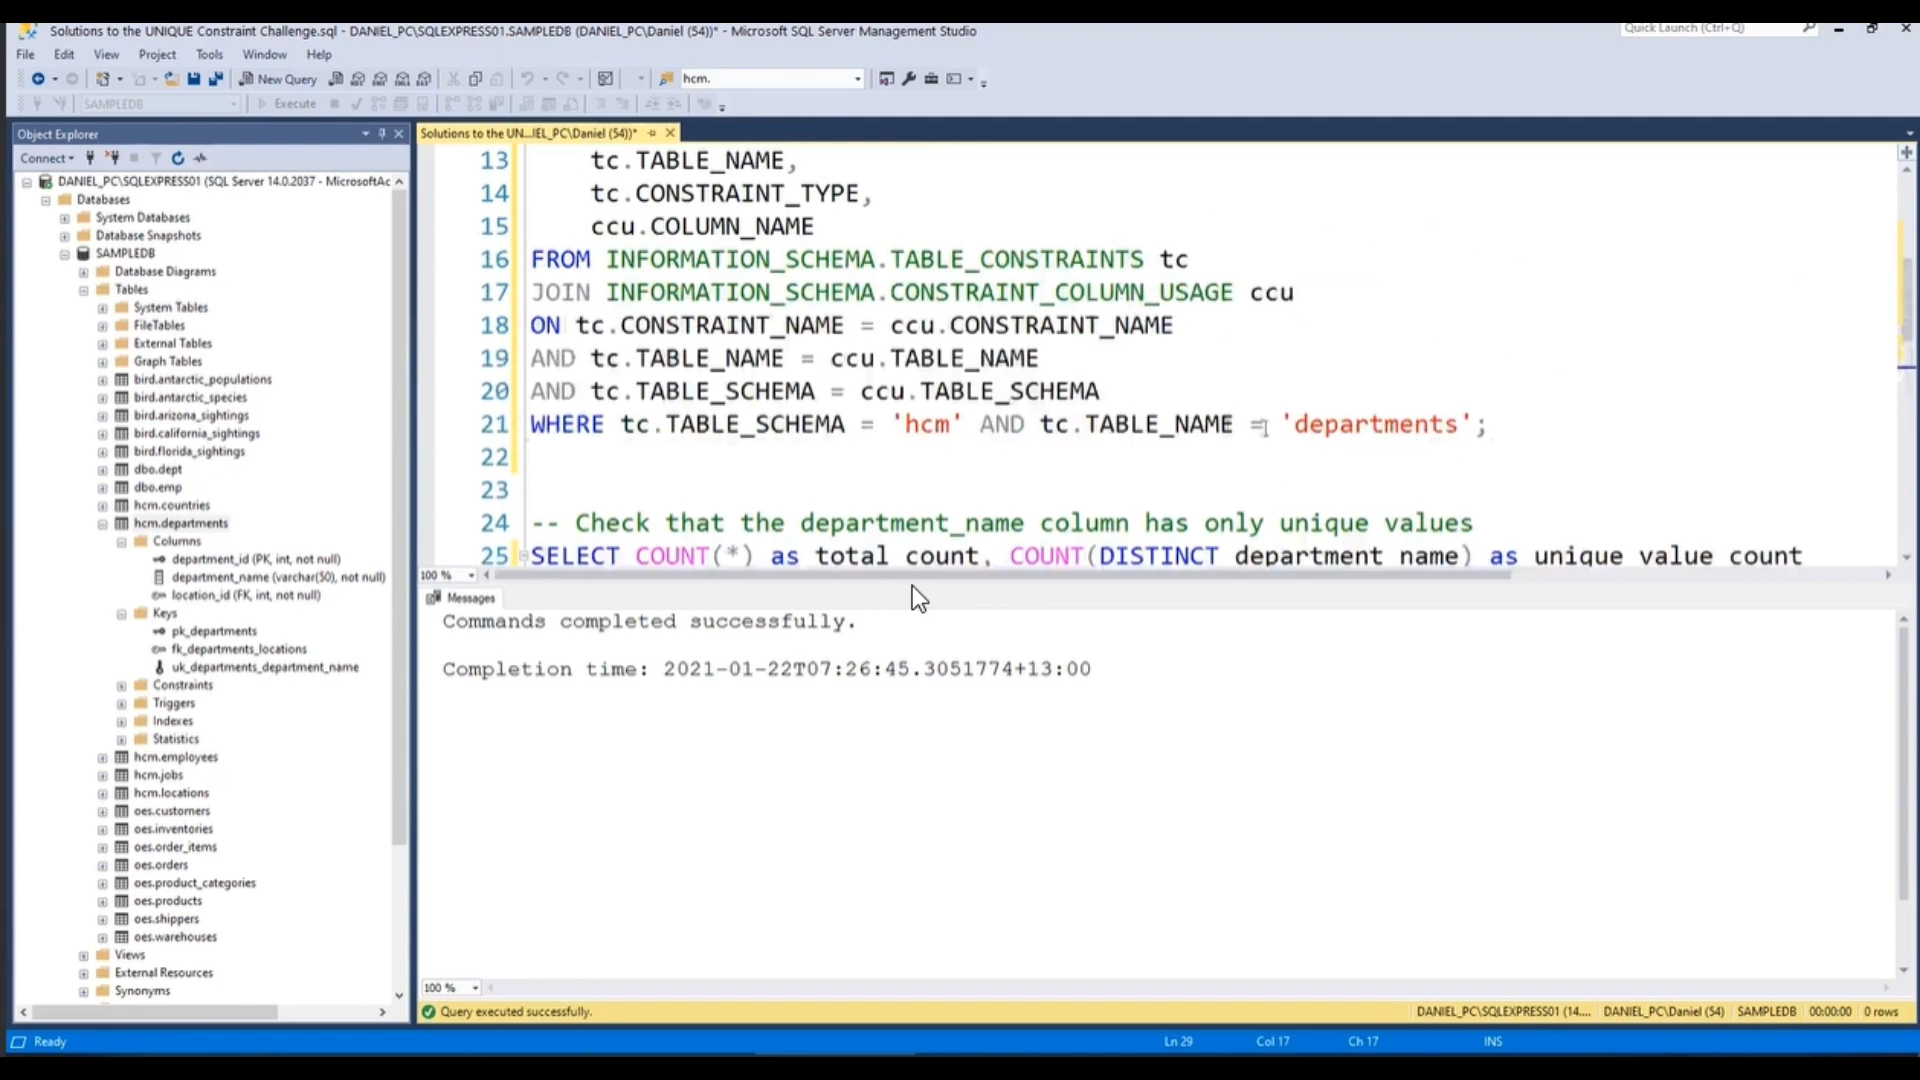 Solutions to the UNIQUE Constraint Challenge.sql - DANIEL_PC\SQLEXPRESS01.SAMPLEDB (DANIEL_PC\Daniel (54))* - Microsoft SQL Server Management Studio
Quick Launch (Ctrl+Q)
File Edit View Project Tools Window Help
New Query
hcm.
SAMPLEDB
Execute
Object Explorer
Connect
DANIEL_PC\SQLEXPRESS01 (SQL Server 14.0.2037 - MicrosoftAc
Databases
System Databases
Database Snapshots
SAMPLEDB
Database Diagrams
Tables
System Tables
FileTables
External Tables
Graph Tables
bird.antarctic_populations
bird.antarctic_species
bird.arizona_sightings
bird.california_sightings
bird.florida_sightings
dbo.dept
dbo.emp
hcm.countries
hcm.departments
Columns
department_id (PK, int, not null)
department_name (varchar(50), not null)
location_id (FK, int, not null)
Keys
pk_departments
fk_departments_locations
uk_departments_department_name
Constraints
Triggers
Indexes
Statistics
hcm.employees
hcm.jobs
hcm.locations
oes.customers
oes.inventories
oes.order_items
oes.orders
oes.product_categories
oes.products
oes.shippers
oes.warehouses
Views
External Resources
Synonyms
Solutions to the UN...IEL_PC\Daniel (54))*
13 tc.TABLE_NAME,
14 tc.CONSTRAINT_TYPE,
15 ccu.COLUMN_NAME
16 FROM INFORMATION_SCHEMA.TABLE_CONSTRAINTS tc
17 JOIN INFORMATION_SCHEMA.CONSTRAINT_COLUMN_USAGE ccu
18 ON tc.CONSTRAINT_NAME = ccu.CONSTRAINT_NAME
19 AND tc.TABLE_NAME = ccu.TABLE_NAME
20 AND tc.TABLE_SCHEMA = ccu.TABLE_SCHEMA
21 WHERE tc.TABLE_SCHEMA = 'hcm' AND tc.TABLE_NAME = 'departments';
22
23
24 -- Check that the department_name column has only unique values
25 SELECT COUNT(*) as total_count, COUNT(DISTINCT department_name) as unique_value_count
100 %
Messages
Commands completed successfully.
Completion time: 2021-01-22T07:26:45.3051774+13:00
100 %
Query executed successfully.
DANIEL_PC\SQLEXPRESS01 (14.... DANIEL_PC\Daniel (54) SAMPLEDB 00:00:00 0 rows
Ready Ln 29 Col 17 Ch 17 INS